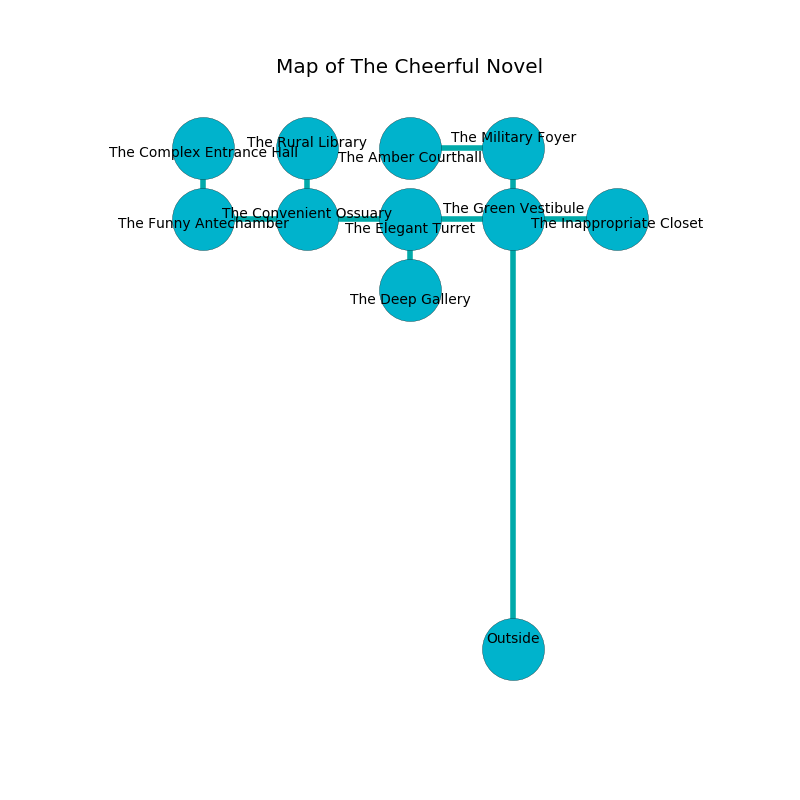 Map of The Cheerful Novel
The Military Foyer
The Rural Library
The Complex Entrance Hall
The Amber Courthall
The Green Vestibule
The Convenient Ossuary
The Funny Antechamber
The Inappropriate Closet
The Elegant Turret
The Deep Gallery
Outside